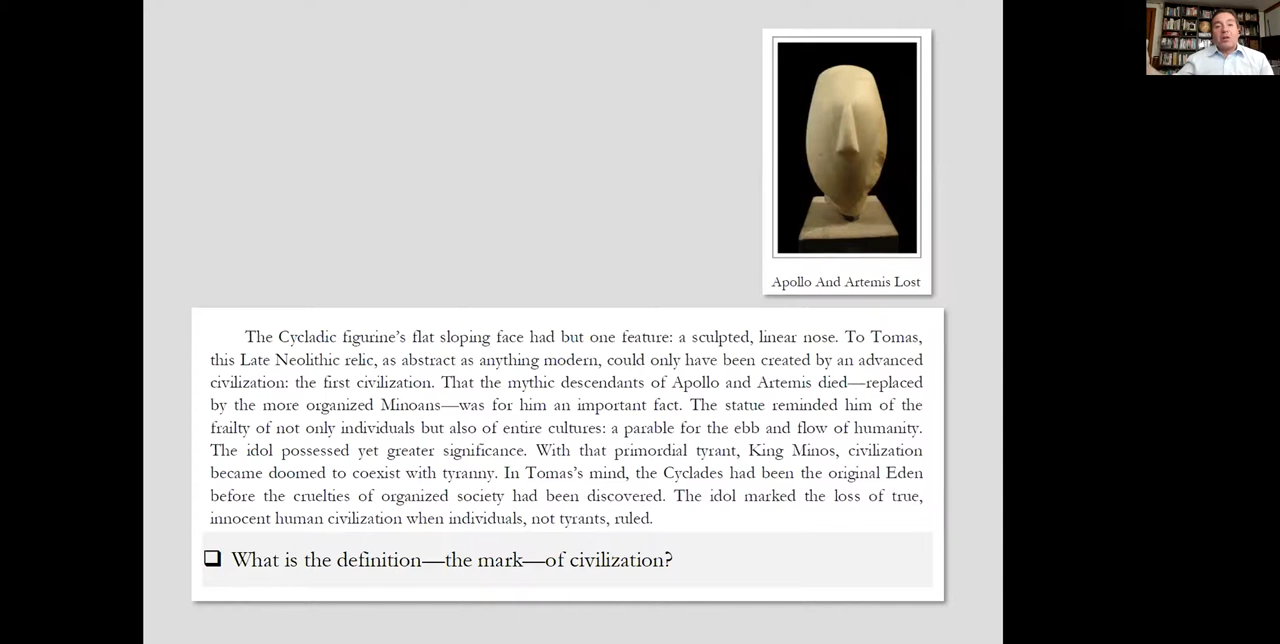 Apollo And Artemis Lost
The Cycladic figurine’s flat sloping face had but one feature: a sculpted, linear nose. To Tomas,
this Late Neolithic relic, as abstract as anything modern, could only have been created by an advanced
civilization: the first civilization. That the mythic descendants of Apollo and Artemis died—replaced
by the more organized Minoans—was for him an important fact. The statue reminded him of the
frailty of not only individuals but also of entire cultures: a parable for the ebb and flow of humanity.
The idol possessed yet greater significance. With that primordial tyrant, King Minos, civilization
became doomed to coexist with tyranny. In Tomas’s mind, the Cyclades had been the original Eden
before the cruelties of organized society had been discovered. The idol marked the loss of true,
innocent human civilization when individuals, not tyrants, ruled.
What is the definition—the mark—of civilization?